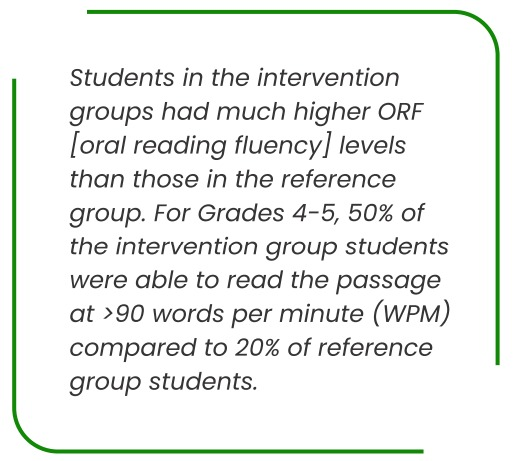 Students in the intervention
groups had much higher ORF
[oral reading fluency] levels
than those in the reference
group. For Grades 4-5, 50% of
the intervention group students
were able to read the passage
at >90 words per minute (WPM)
compared to 20% of reference
group students.